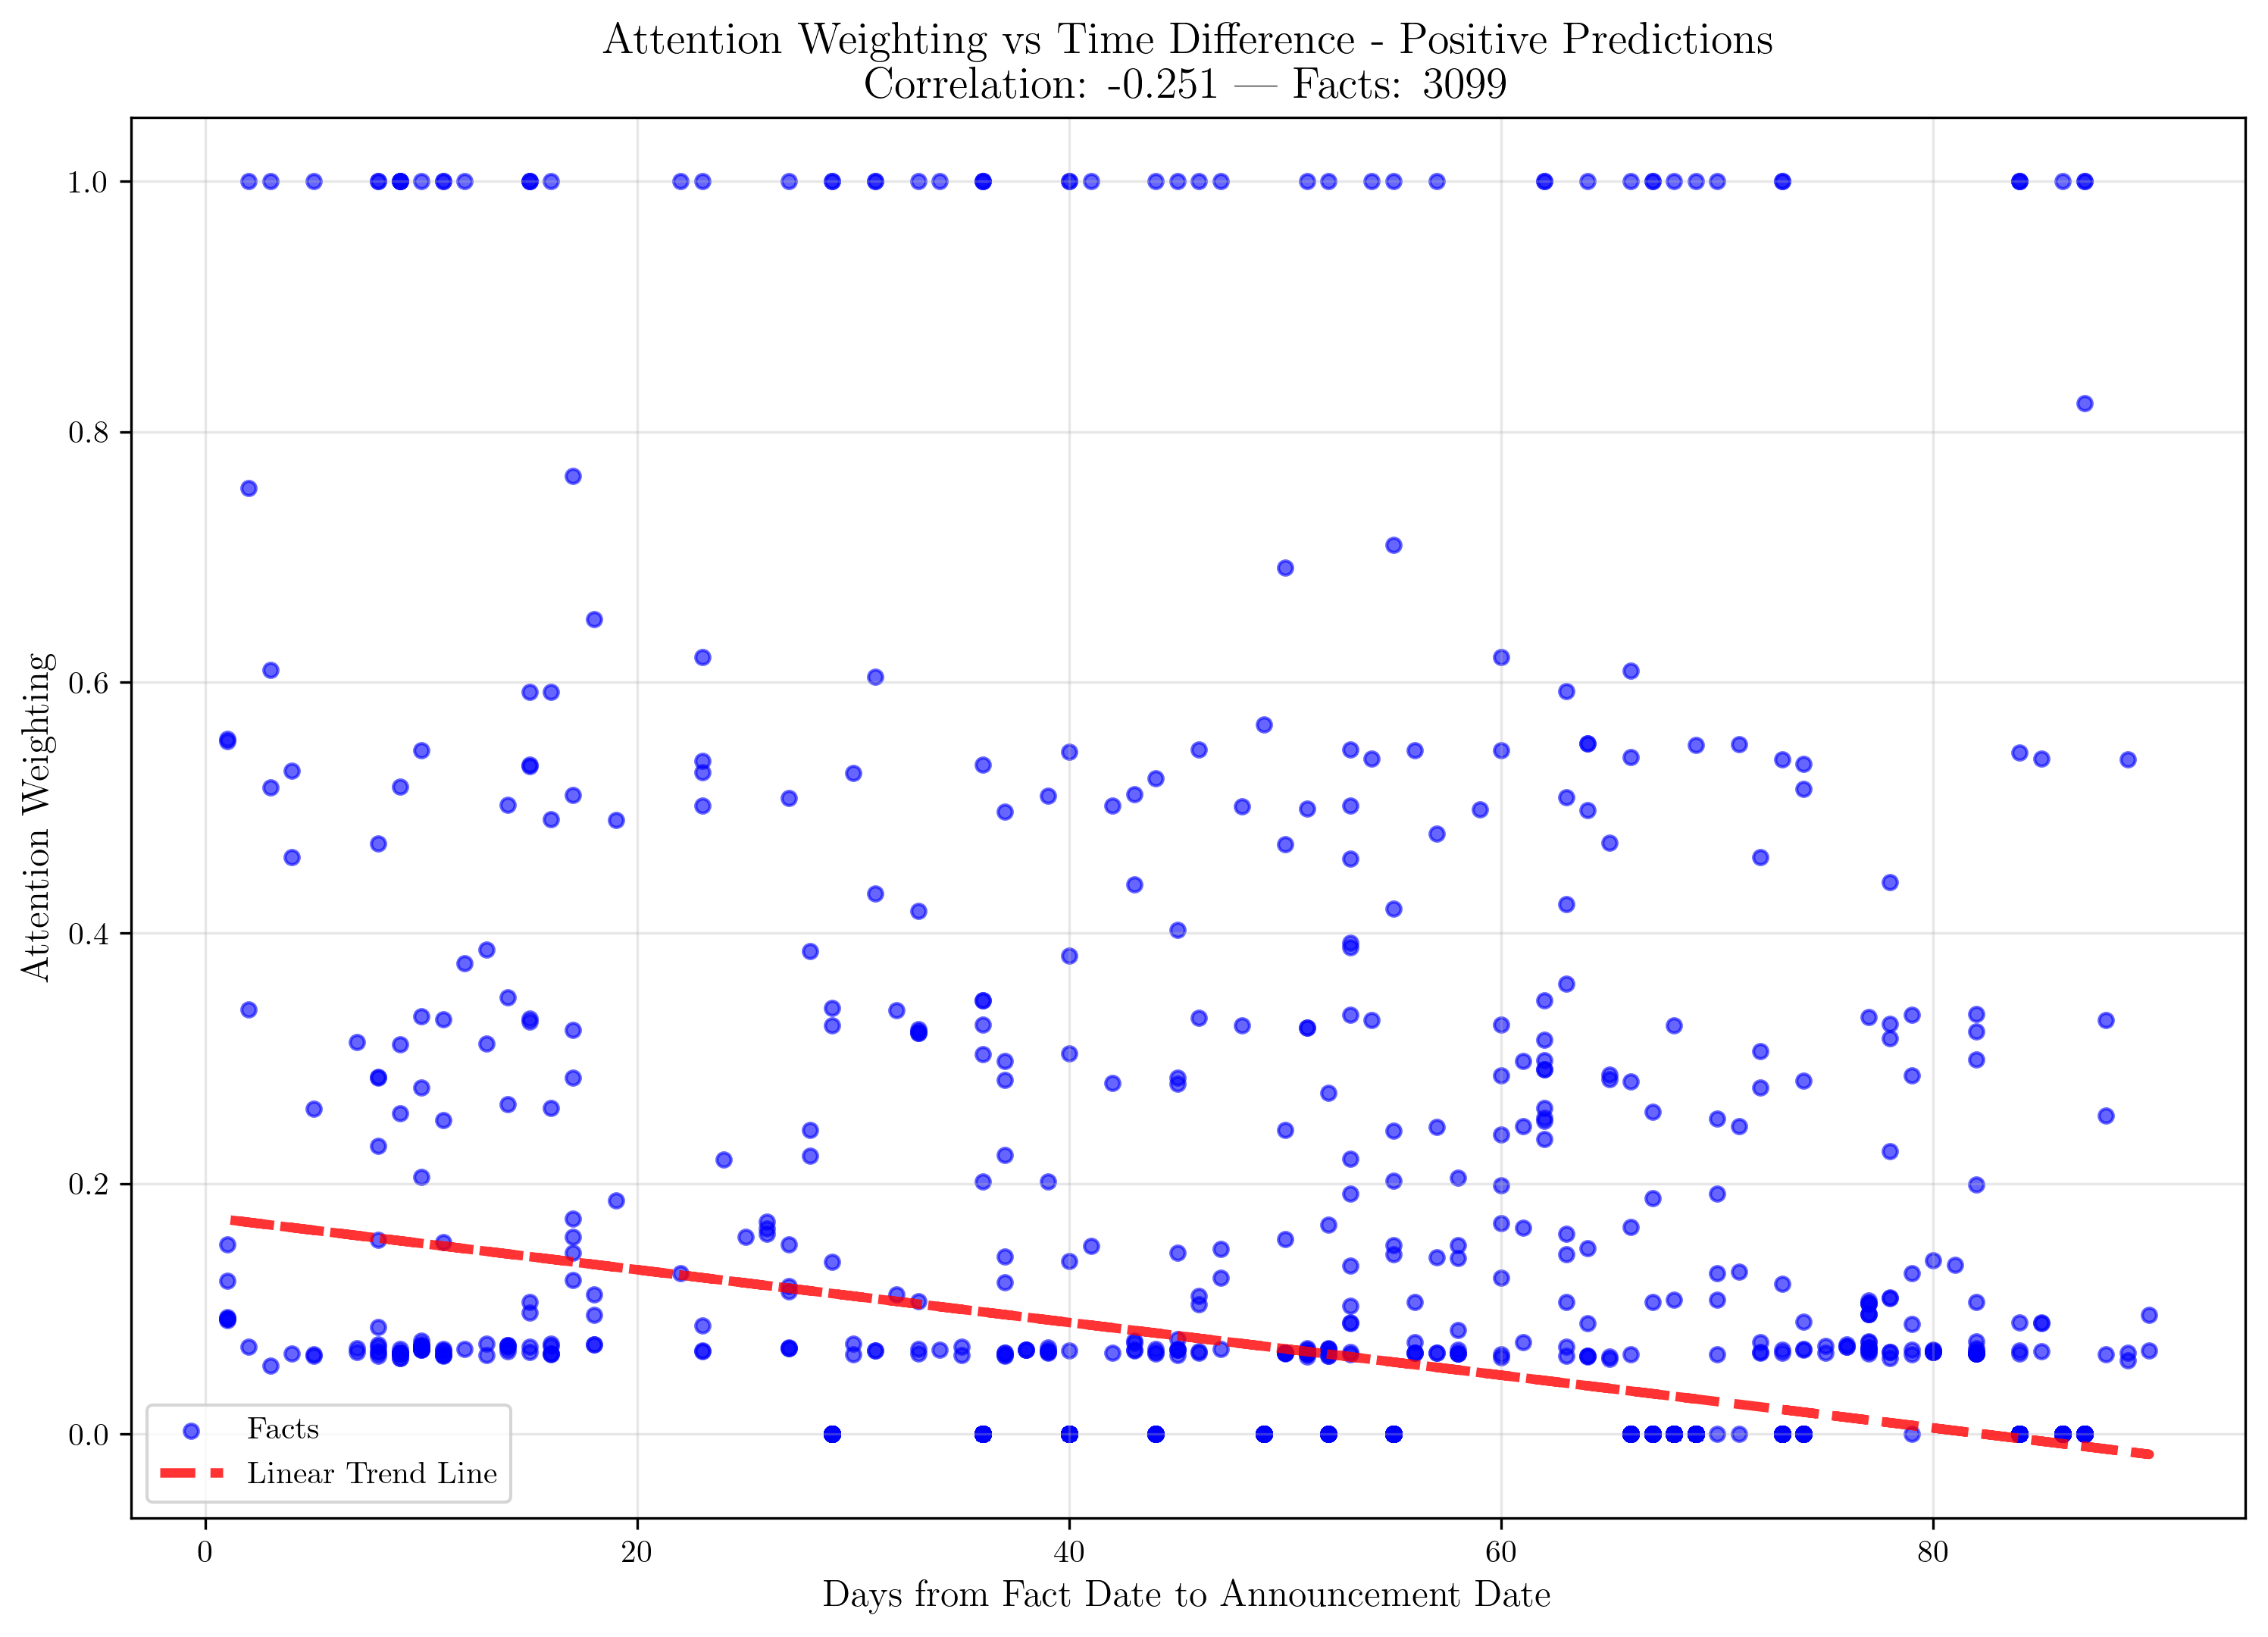 Attention Weighting vs Time Difference - Positive Predictions
Correlation: -0.251 — Facts: 3099
1.0
0.8
0.6
0.4
0.2
0.0
Attention Weighting
Facts
Linear Trend Line
0
20
40
60
80
Days from Fact Date to Announcement Date